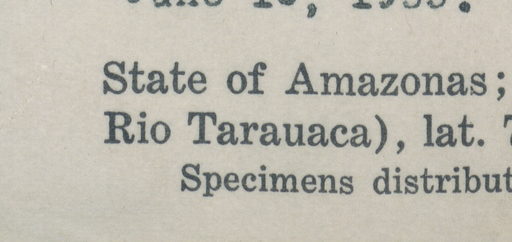 State of Amazonas;
Rio Tarauaca), lat.
Specimens distribut